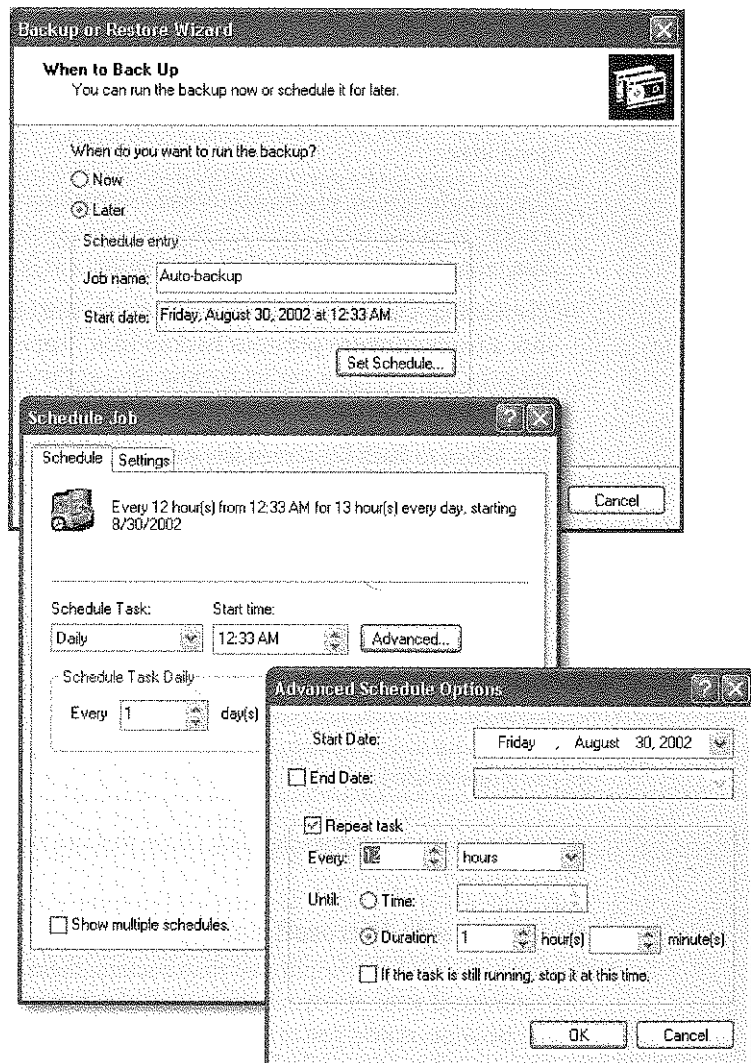 Backup or Restore Wizard
When to Back Up
You can run the backup now or schedule it for later.
When do you want to run the backup?
Now
Later
Schedule entry
Job name: Auto-backup
Start date: Friday, August 30, 2002 at 12:33 AM
Set Schedule...
Cancel
Schedule Job
Schedule Settings
Every 12 hour(s) from 12:33 AM for 13 hour(s) every day, starting
8/30/2002
Schedule Task: Start time:
Daily 12:33 AM Advanced...
Schedule Task Daily
Every 1 day(s)
Show multiple schedules.
Advanced Schedule Options
Start Date: Friday , August 30, 2002
End Date:
Repeat task
Every: 12 hours
Until: Time:
Duration: 1 hour(s) minute(s)
If the task is still running, stop it at this time.
OK Cancel